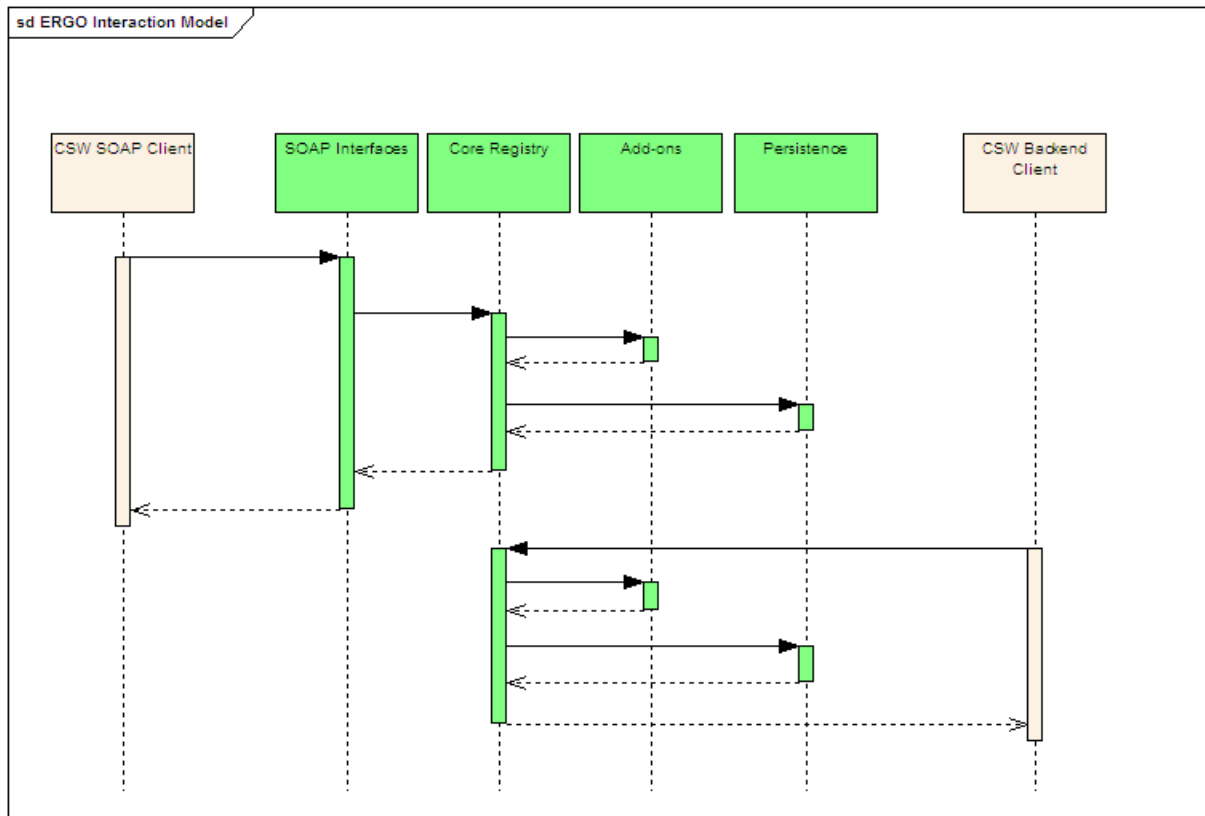 sd ERGO Interaction Model
CSW SOAP Client
SOAP Interfaces
Core Registry
Add-ons
Persistence
CSW Backend
Client